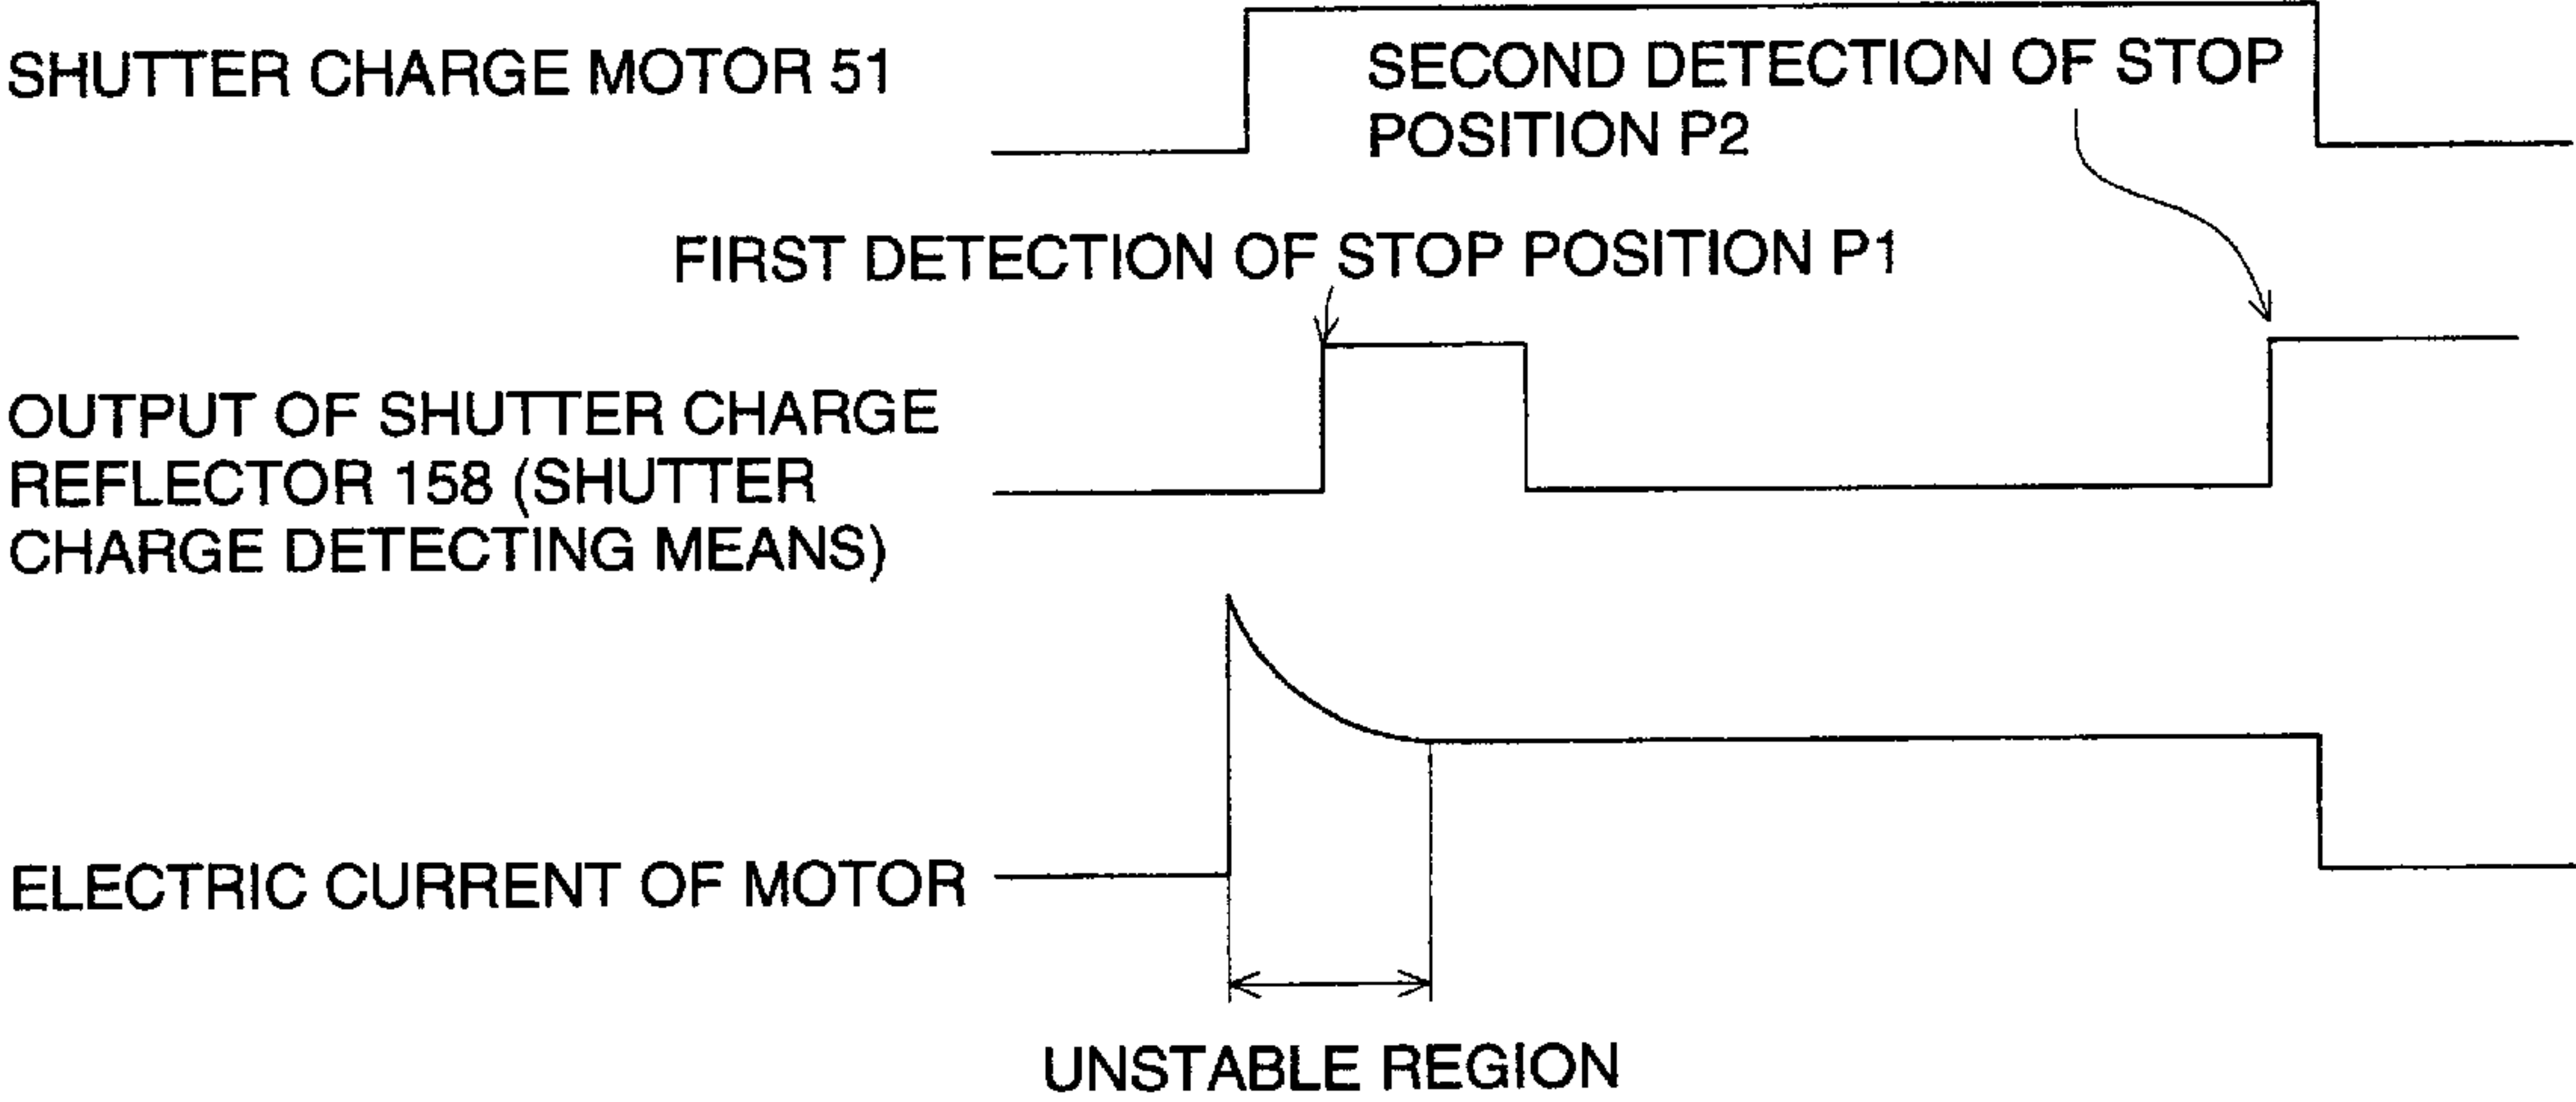 SHUTTER CHARGE MOTOR 51
SECOND DETECTION OF STOP
POSITION P2
FIRST DETECTION OF STOP POSITION P1
OUTPUT OF SHUTTER CHARGE
REFLECTOR 158 (SHUTTER
CHARGE DETECTING MEANS)
ELECTRIC CURRENT OF MOTOR
UNSTABLE REGION